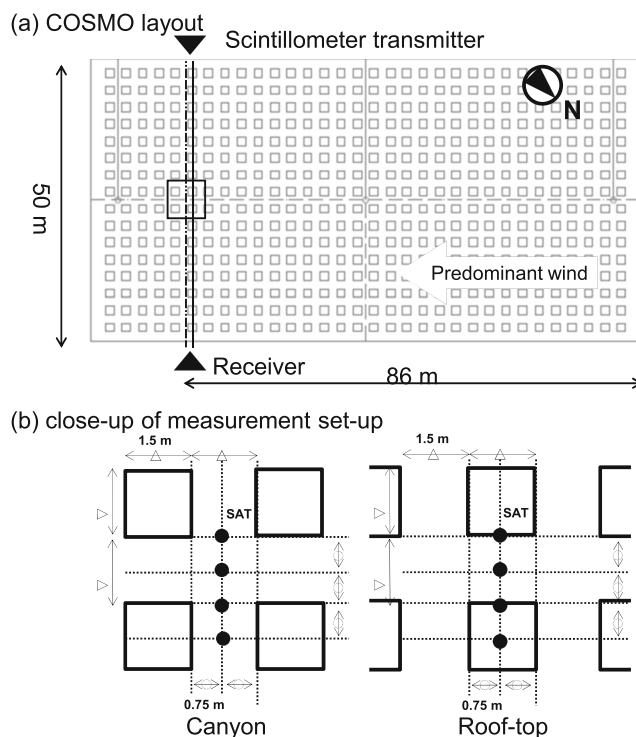 (a) COSMO layout
Scintillometer transmitter
N
50 m
Predominant wind
Receiver
86 m
(b) close-up of measurement set-up
1.5 m
1.5 m
SAT
SAT
0.75 m
0.75 m
Canyon
Roof-top